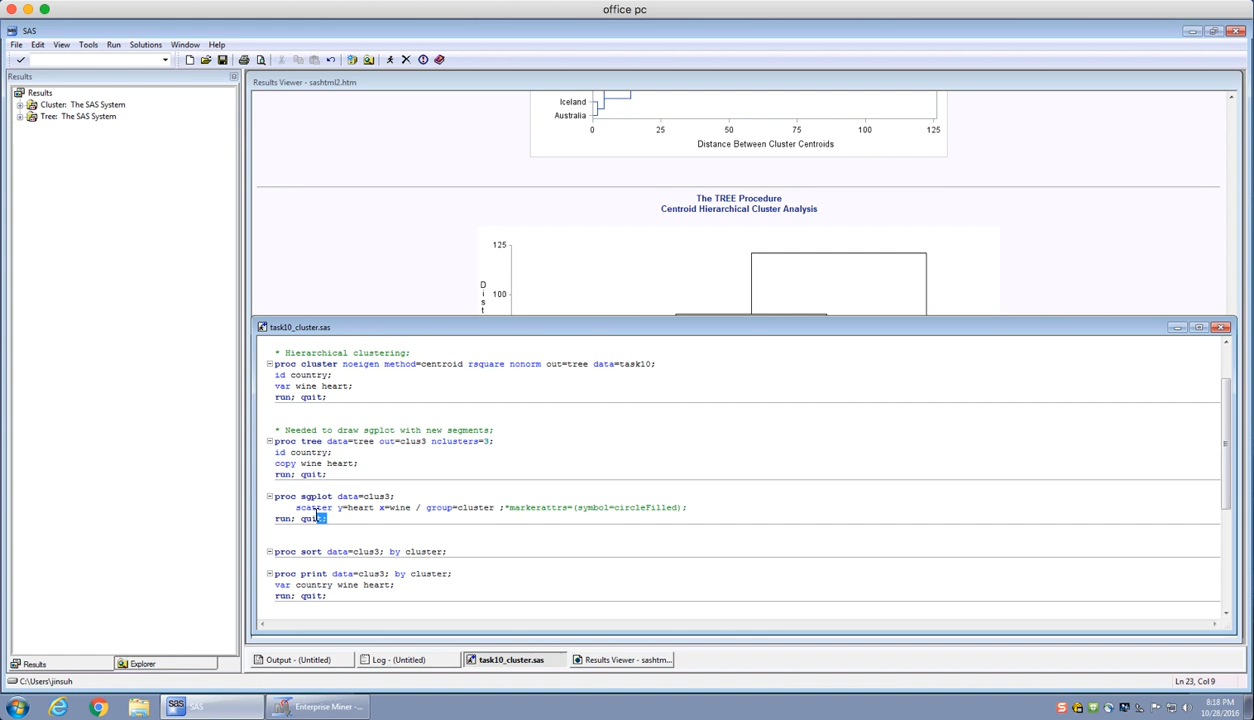 office pc
SAS
File Edit View Tools Run Solutions Window Help
Results
Results Viewer - sashtml2.htm
Results
Cluster: The SAS System
Tree: The SAS System
Iceland
Australia
0 25 50 75 100 125
Distance Between Cluster Centroids
The TREE Procedure
Centroid Hierarchical Cluster Analysis
125
100
D
i
s
t
task10_cluster.sas
* Hierarchical clustering;
proc cluster noeigen method=centroid rsquare nonorm out=tree data=task10;
id country;
var wine heart;
run; quit;
* Needed to draw sgplot with new segments;
proc tree data=tree out=clus3 nclusters=3;
id country;
copy wine heart;
run; quit;
proc sgplot data=clus3;
scatter y=heart x=wine / group=cluster ;*markerattrs=(symbol=circleFilled);
run; quit;
proc sort data=clus3; by cluster;
proc print data=clus3; by cluster;
var country wine heart;
run; quit;
Results Explorer
Output - (Untitled) Log - (Untitled) task10_cluster.sas Results Viewer - sashtm...
C:\Users\jinsuh
Ln 23, Col 9
SAS
Enterprise Miner - ...
8:18 PM
10/28/2016